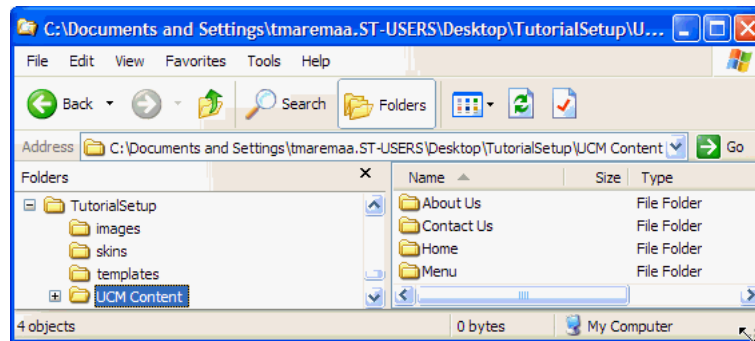 C:\Documents and Settings\tmaremaa.ST-USERS\Desktop\TutorialSetup\U...
File Edit View Favorites Tools Help
Back Search Folders
Address C:\Documents and Settings\tmaremaa.ST-USERS\Desktop\TutorialSetup\UCM Content Go
Folders x Name Size Type
TutorialSetup
images
skins
templates
UCM Content
About Us File Folder
Contact Us File Folder
Home File Folder
Menu File Folder
4 objects 0 bytes My Computer